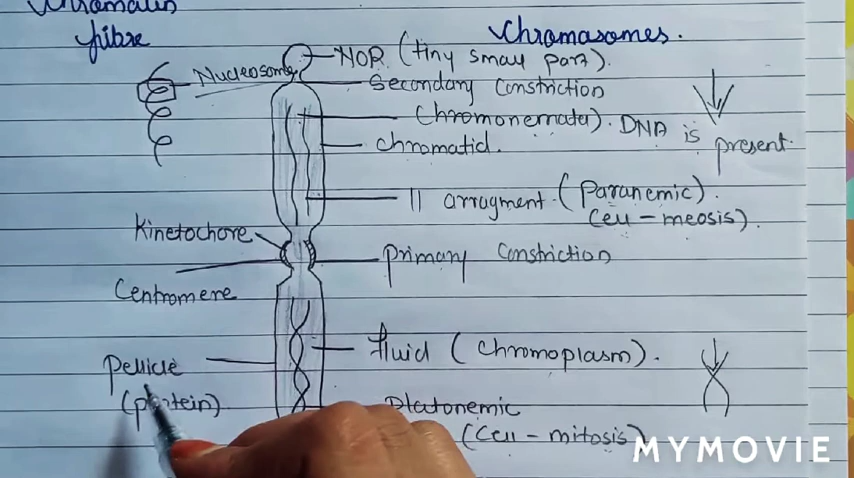 Chromatin
fibre
Chromasomes.
NOR (tiny small part).
Nucleosome
Secondary Constriction
(Chromonemata). DNA is present.
chromatid.
|| arragment. (Paranemic).
(Cell - meosis).
Kinetochore
primary Constriction
Centromere
fluid (Chromoplasm).
pellicle
(protein)
Platonemic
(Cell - mitosis)
MYMOVIE